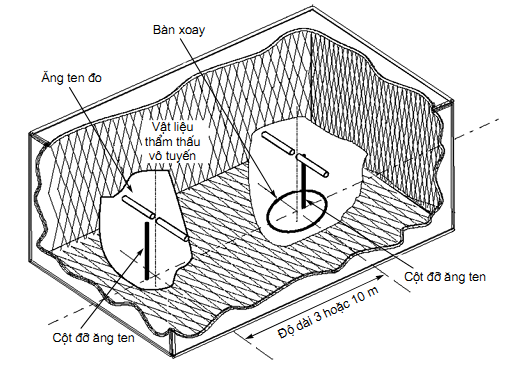 Bàn xoay
Ăng ten đo
Vật liệu
thẩm thấu
vô tuyến
Cột đỡ ăng ten
Độ dài 3 hoặc 10 m
Cột đỡ ăng ten